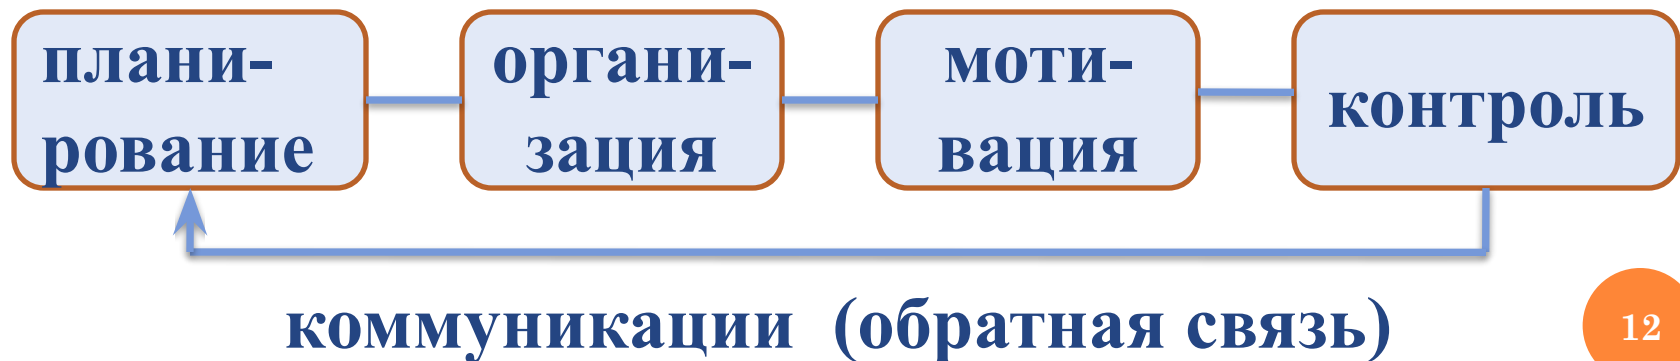 плани-
рование
органи-
зация
моти-
вация
контроль
коммуникации (обратная связь)
12